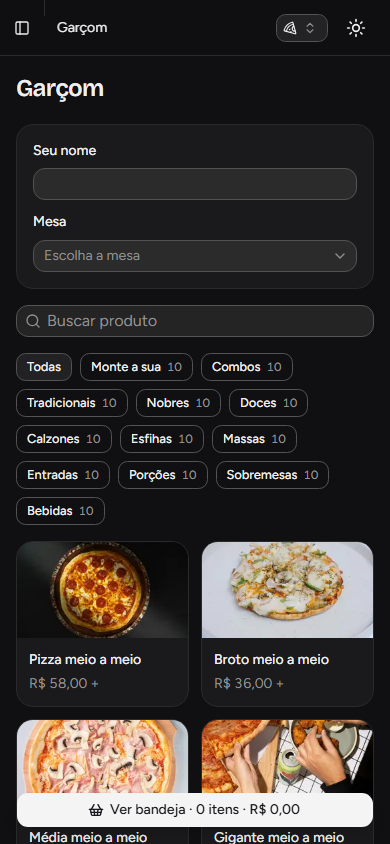 Garçom
Garçom
Seu nome
Mesa
Escolha a mesa
Buscar produto
Todas Monte a sua 10 Combos 10
Tradicionais 10 Nobres 10 Doces 10
Calzones 10 Esfihas 10 Massas 10
Entradas 10 Porções 10 Sobremesas 10
Bebidas 10
Pizza meio a meio Broto meio a meio
R$ 58,00 + R$ 36,00 +
Ver bandeja · 0 itens · R$ 0,00
Média meio a meio Gigante meio a meio